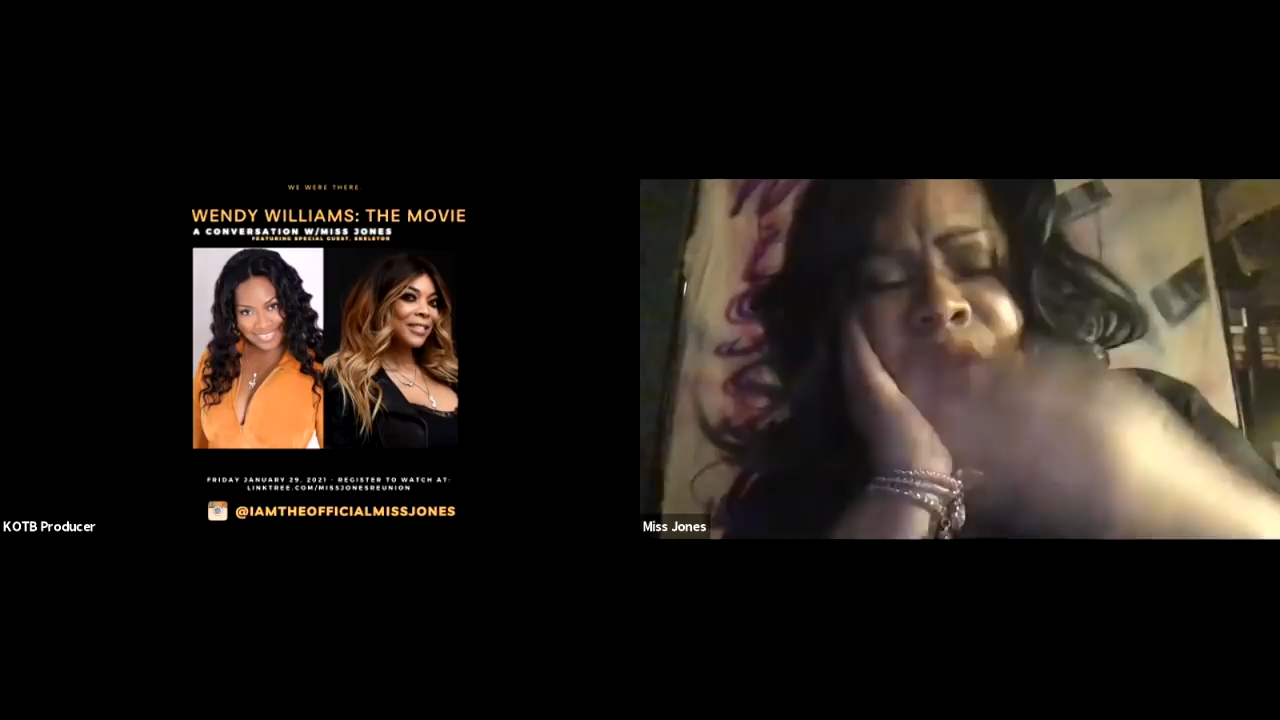 WE WERE THERE.
WENDY WILLIAMS: THE MOVIE
A CONVERSATION W/MISS JONES
FEATURING SPECIAL GUEST, SKELETOR
FRIDAY JANUARY 29, 2021 - REGISTER TO WATCH AT:
LINKTREE.COM/MISSJONESREUNION
@IAMTHEOFFICIALMISSJONES
KOTB Producer
Miss Jones